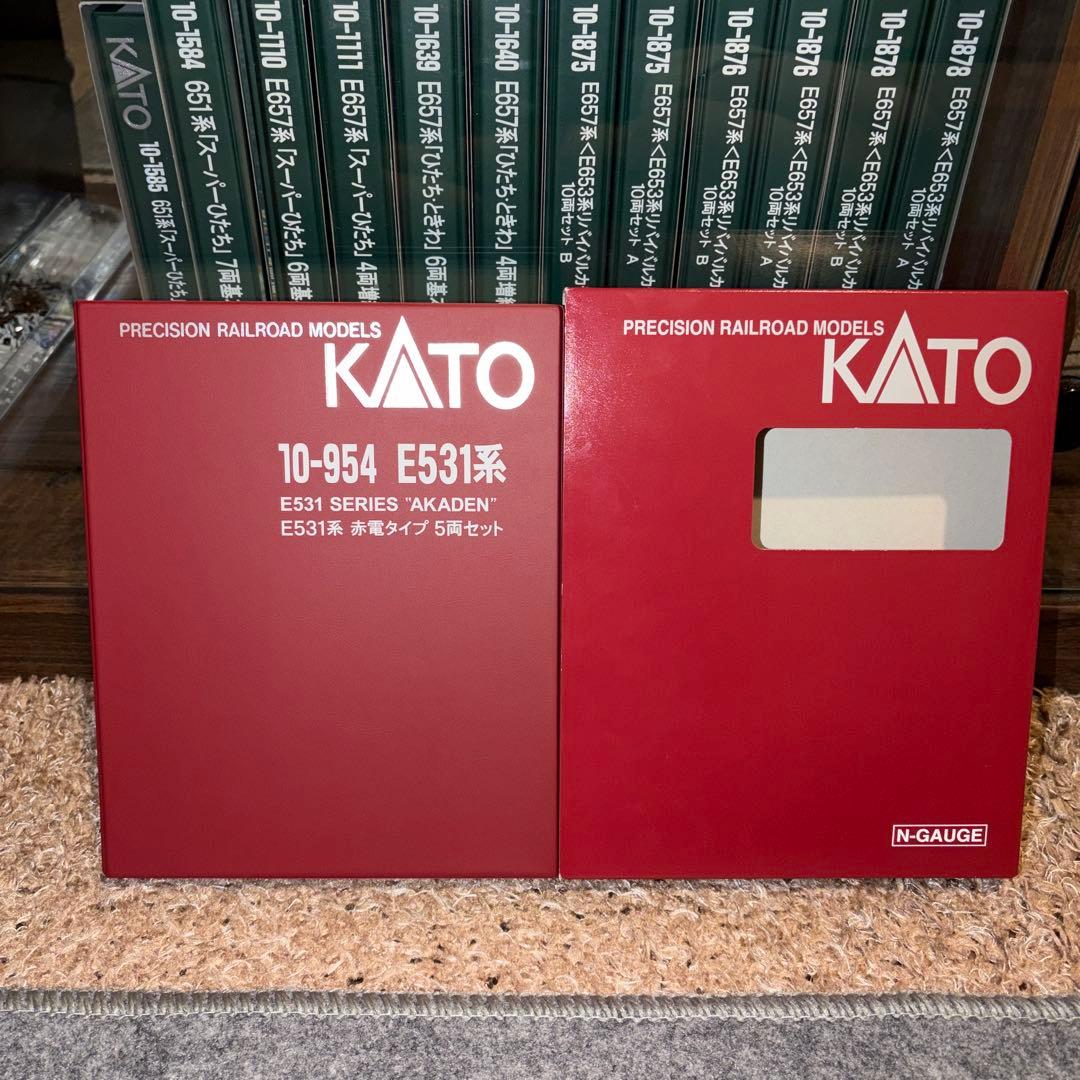 KATO 10-1585 651系「スーパーひたち」
10-1584 651系「スーパーひたち」 7両基
10-1110 E657系「スーパーひたち」 6両基
10-1111 E657系「スーパーひたち」 4両増結
10-1639 E657系「ひたち・ときわ」 6両基
10-1640 E657系「ひたち・ときわ」 4両増結
10-1875 E657系<E653系リバイバルカ
10両セット B
10-1875 E657系<E653系リバイバルカ
10両セット A
10-1876 E657系<E653系リバイバルカ
10両セット B
10-1876 E657系<E653系リバイバルカ
10両セット A
10-1878 E657系<E653系リバイバルカ
10両セット B
10-1878 E657系<E653系リバイバルカ
10両セット A
PRECISION RAILROAD MODELS
KATO
10-954 E531系
E531 SERIES "AKADEN"
E531系 赤電タイプ 5両セット
PRECISION RAILROAD MODELS
KATO
N-GAUGE